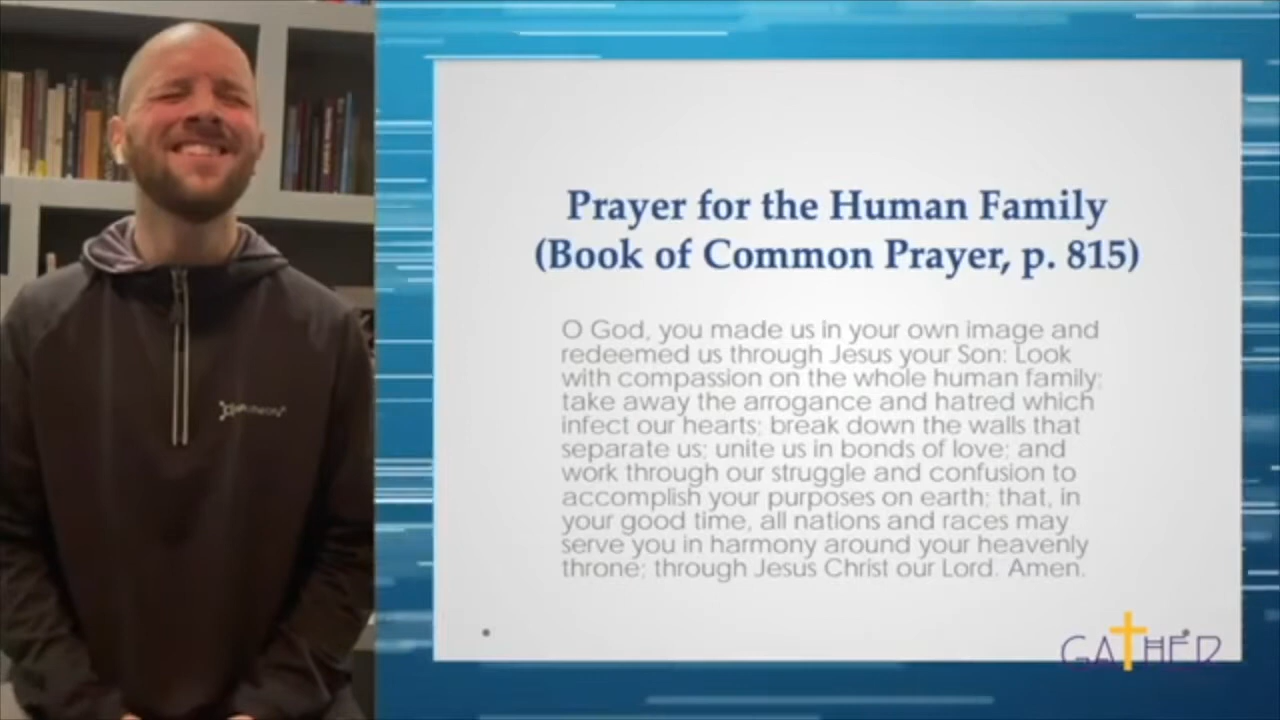 Prayer for the Human Family
(Book of Common Prayer, p. 815)
O God, you made us in your own image and
redeemed us through Jesus your Son: Look
with compassion on the whole human family;
take away the arrogance and hatred which
infect our hearts; break down the walls that
separate us; unite us in bonds of love; and
work through our struggle and confusion to
accomplish your purposes on earth; that, in
your good time, all nations and races may
serve you in harmony around your heavenly
throne; through Jesus Christ our Lord. Amen.
GATHER